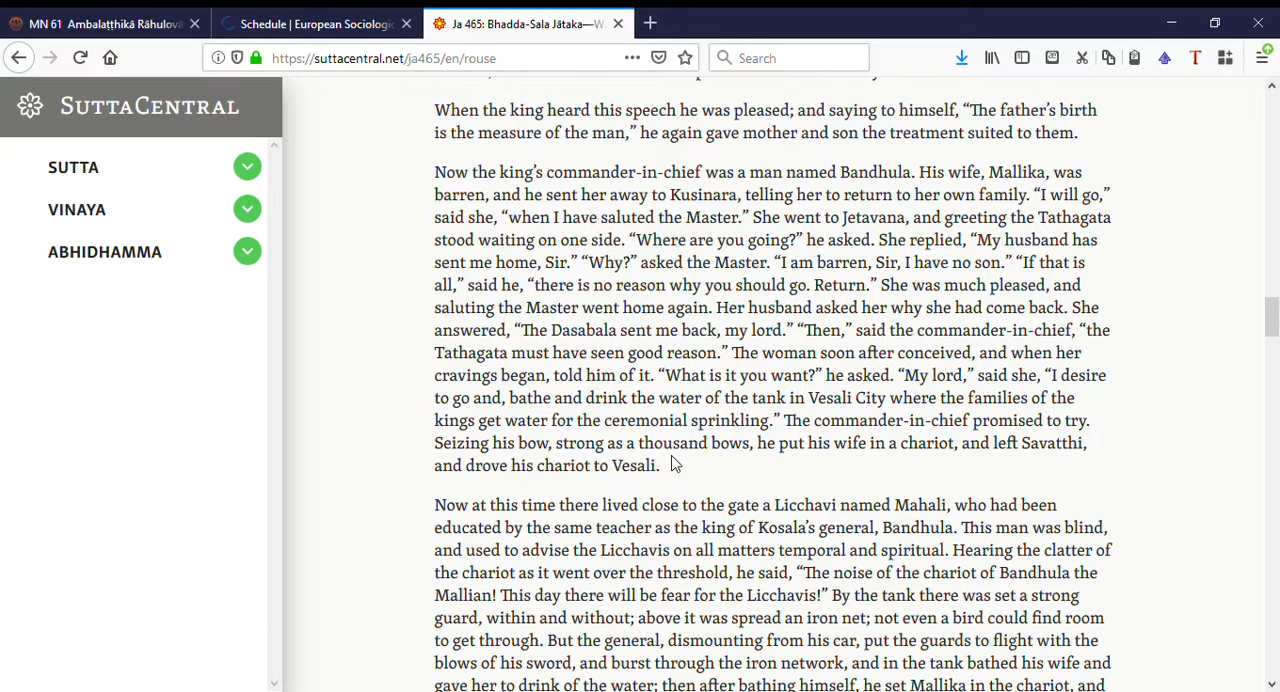 MN 61 Ambalaṭṭhikā Rāhulová
Schedule | European Sociologic
Ja 465: Bhadda-Sala Jātaka—W.
https://suttacentral.net/ja465/en/rouse
Search
SUTTACENTRAL
SUTTA
VINAYA
ABHIDHAMMA
When the king heard this speech he was pleased; and saying to himself, “The father’s birth
is the measure of the man,” he again gave mother and son the treatment suited to them.
Now the king’s commander-in-chief was a man named Bandhula. His wife, Mallika, was
barren, and he sent her away to Kusinara, telling her to return to her own family. “I will go,”
said she, “when I have saluted the Master.” She went to Jetavana, and greeting the Tathagata
stood waiting on one side. “Where are you going?” he asked. She replied, “My husband has
sent me home, Sir.” “Why?” asked the Master. “I am barren, Sir, I have no son.” “If that is
all,” said he, “there is no reason why you should go. Return.” She was much pleased, and
saluting the Master went home again. Her husband asked her why she had come back. She
answered, “The Dasabala sent me back, my lord.” “Then,” said the commander-in-chief, “the
Tathagata must have seen good reason.” The woman soon after conceived, and when her
cravings began, told him of it. “What is it you want?” he asked. “My lord,” said she, “I desire
to go and, bathe and drink the water of the tank in Vesali City where the families of the
kings get water for the ceremonial sprinkling.” The commander-in-chief promised to try.
Seizing his bow, strong as a thousand bows, he put his wife in a chariot, and left Savatthi,
and drove his chariot to Vesali.
Now at this time there lived close to the gate a Licchavi named Mahali, who had been
educated by the same teacher as the king of Kosala’s general, Bandhula. This man was blind,
and used to advise the Licchavis on all matters temporal and spiritual. Hearing the clatter of
the chariot as it went over the threshold, he said, “The noise of the chariot of Bandhula the
Mallian! This day there will be fear for the Licchavis!” By the tank there was set a strong
guard, within and without; above it was spread an iron net; not even a bird could find room
to get through. But the general, dismounting from his car, put the guards to flight with the
blows of his sword, and burst through the iron network, and in the tank bathed his wife and
gave her to drink of the water; then after bathing himself, he set Mallika in the chariot, and